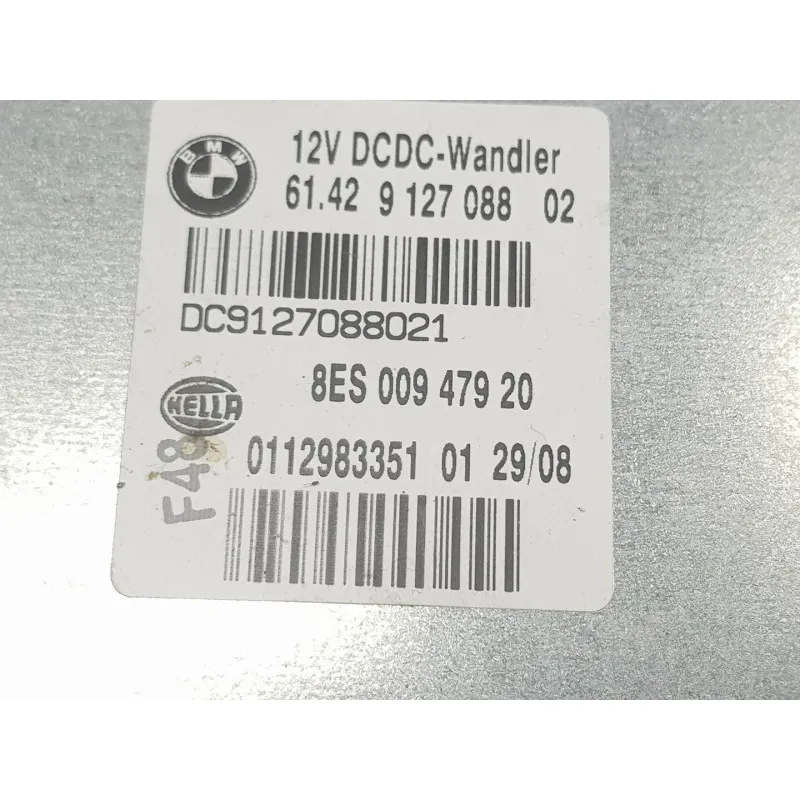 BMW
12V DCDC-Wandler
61.42 9 127 088 02
DC9127088021
8ES 009 479 20
HELLA
F48
0112983351 01 29/08